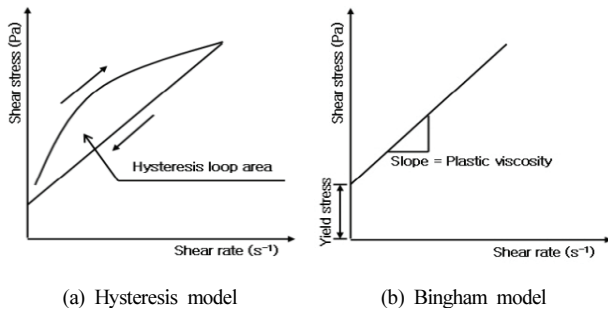 Shear stress (Pa)
Hysteresis loop area
Shear rate (s⁻¹)
(a) Hysteresis model
Shear stress (Pa)
Slope = Plastic viscosity
Yield stress
Shear rate (s⁻¹)
(b) Bingham model